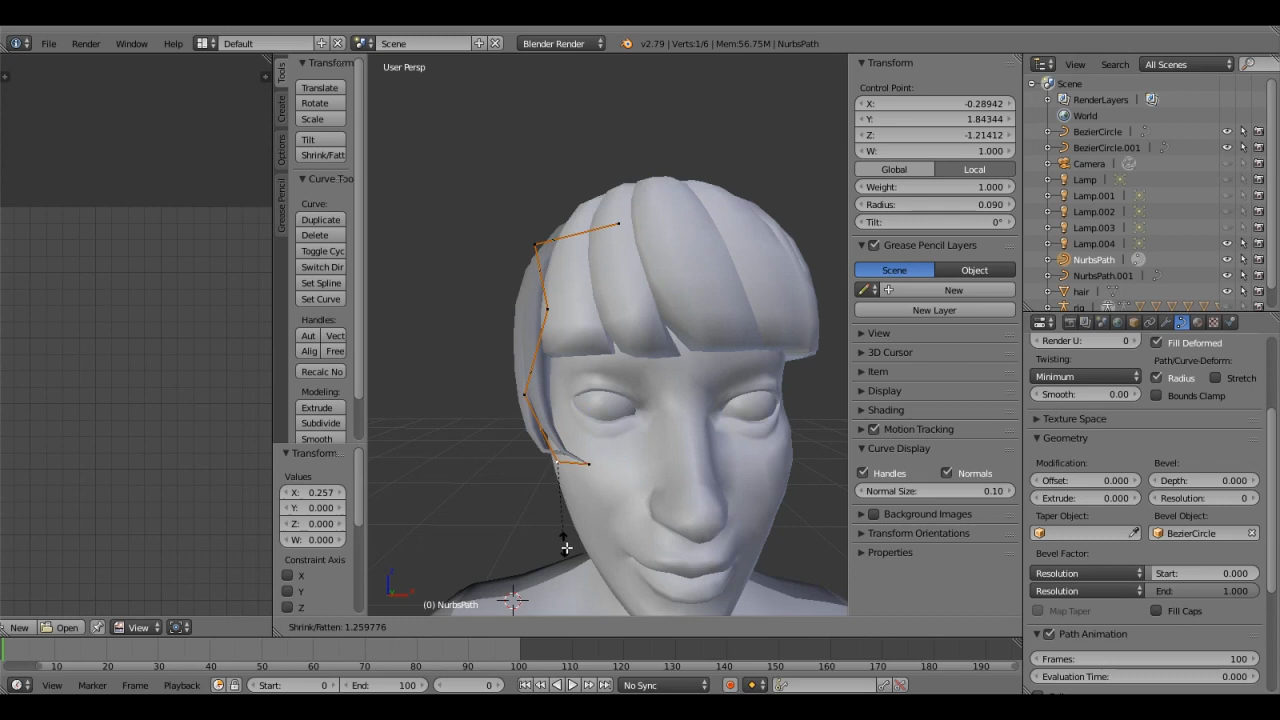 File Render Window Help Default Scene Blender Render v2.79 | Verts:1/6 | Mem:56.75M | NurbsPath
Tools
Create
Options
Grease Pencil
Transform
Translate
Rotate
Scale
Tilt
Shrink/Fatt
Curve Too
Curve:
Duplicate
Delete
Toggle Cyc
Switch Dir
Set Spline
Set Curve
Handles:
Aut Vect
Alig Free
Recalc No
Modeling:
Extrude
Subdivide
Smooth
Transform
Values
X: 0.257
Y: 0.000
Z: 0.000
W: 0.000
Constraint Axis
X
Y
Z
User Persp
(0) NurbsPath
Transform
Control Point:
X: -0.28942
Y: 1.84344
Z: -1.21412
W: 1.000
Global Local
Weight: 1.000
Radius: 0.090
Tilt: 0°
Grease Pencil Layers
Scene Object
New
New Layer
View
3D Cursor
Item
Display
Shading
Motion Tracking
Curve Display
Handles Normals
Normal Size: 0.10
Background Images
Transform Orientations
Properties
View Search All Scenes
Scene
RenderLayers
World
BezierCircle
BezierCircle.001
Camera
Lamp
Lamp.001
Lamp.002
Lamp.003
Lamp.004
NurbsPath
NurbsPath.001
hair
rig
Render U: 0 Fill Deformed
Twisting: Path/Curve-Deform:
Minimum Radius Stretch
Smooth: 0.00 Bounds Clamp
Texture Space
Geometry
Modification: Bevel:
Offset: 0.000 Depth: 0.000
Extrude: 0.000 Resolution: 0
Taper Object: Bevel Object:
BezierCircle
Bevel Factor:
Resolution Start: 0.000
Resolution End: 1.000
Map Taper Fill Caps
Path Animation
Frames: 100
Evaluation Time: 0.000
New Open View Shrink/Fatten: 1.259776
10 20 30 40 50 60 70 80 90 100 110 120 130 140 150 160 170 180 190
View Marker Frame Playback Start: 0 End: 100 0 No Sync